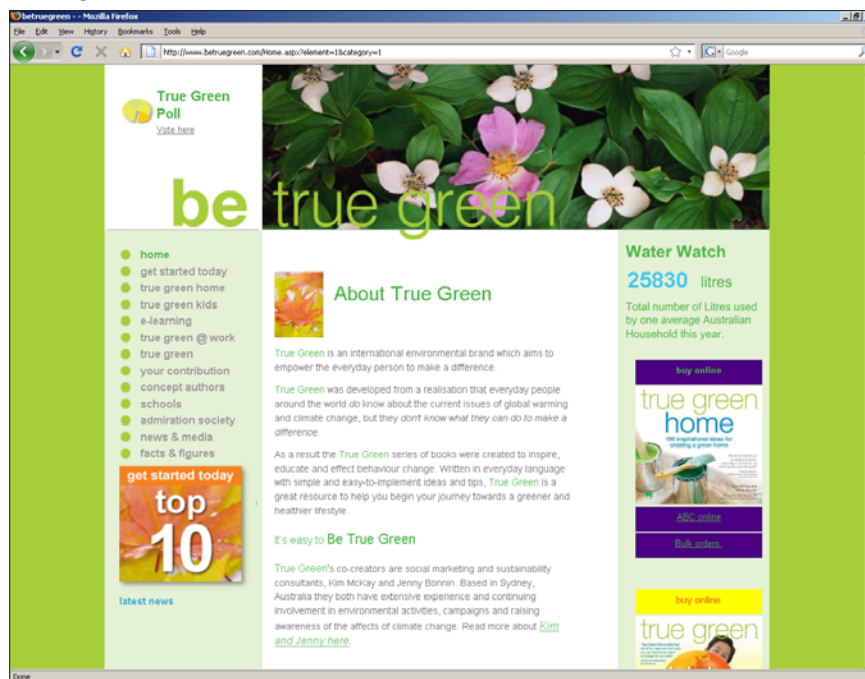 betruegreen - - Mozilla Firefox
File Edit View History Bookmarks Tools Help
http://www.betruegreen.com/Home.aspx?element=1&category=1
Google
True Green
Poll
Vote here
be true green
home
get started today
true green home
true green kids
e-learning
true green @ work
true green
your contribution
concept authors
schools
admiration society
news & media
facts & figures
get started today
top
10
latest news
About True Green
True Green is an international environmental brand which aims to
empower the everyday person to make a difference.
True Green was developed from a realisation that everyday people
around the world do know about the current issues of global warming
and climate change, but they don't know what they can do to make a
difference.
As a result the True Green series of books were created to inspire,
educate and effect behaviour change. Written in everyday language
with simple and easy-to-implement ideas and tips, True Green is a
great resource to help you begin your journey towards a greener and
healthier lifestyle.
It's easy to Be True Green
True Green's co-creators are social marketing and sustainability
consultants, Kim McKay and Jenny Bonnin. Based in Sydney,
Australia they both have extensive experience and continuing
involvement in environmental activities, campaigns and raising
awareness of the affects of climate change. Read more about Kim
and Jenny here.
Water Watch
25830 litres
Total number of Litres used
by one average Australian
Household this year.
buy online
true green
home
100 inspirational ideas for
creating a green home
ABC online
Bulk orders
buy online
true green
Done